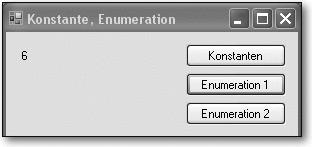 Konstante, Enumeration
6
Konstanten
Enumeration 1
Enumeration 2